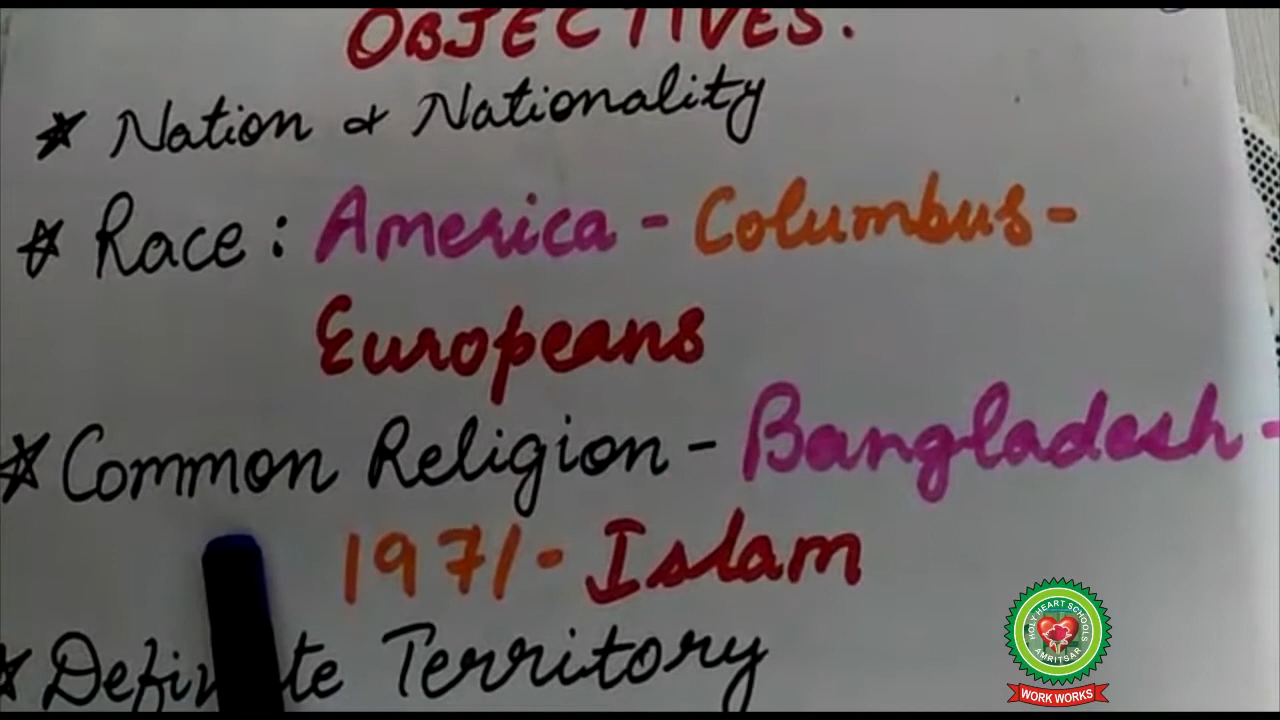 OBJECTIVES.
* Nation & Nationality
* Race: America - Columbus -
Europeans
* Common Religion - Bangladesh -
1971 - Islam
* Definite Territory
HOLY HEART SCHOOLS
AMRITSAR
WORK WORKS